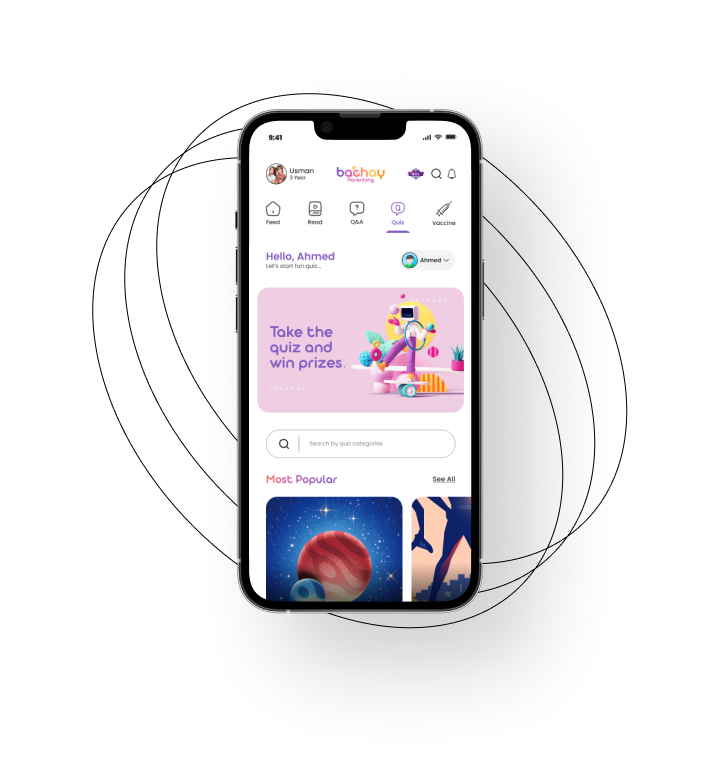 9:41
Usman
3 Year
bachay
Parenting
Feed
Read
Q&A
Quiz
Vaccine
Hello, Ahmed
Let's start fun quiz...
Ahmed
Take the
quiz and
win prizes.
Search by quiz categories
Most Popular
See All